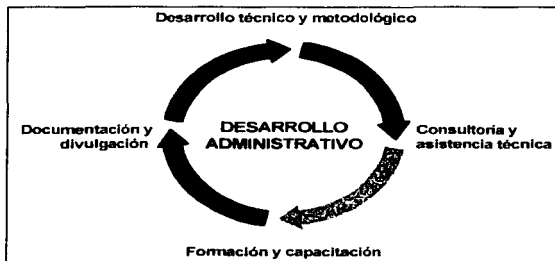 Desarrollo técnico y metodológico
Documentación y
divulgación
DESARROLLO
ADMINISTRATIVO
Consultoría y
asistencia técnica
Formación y capacitación